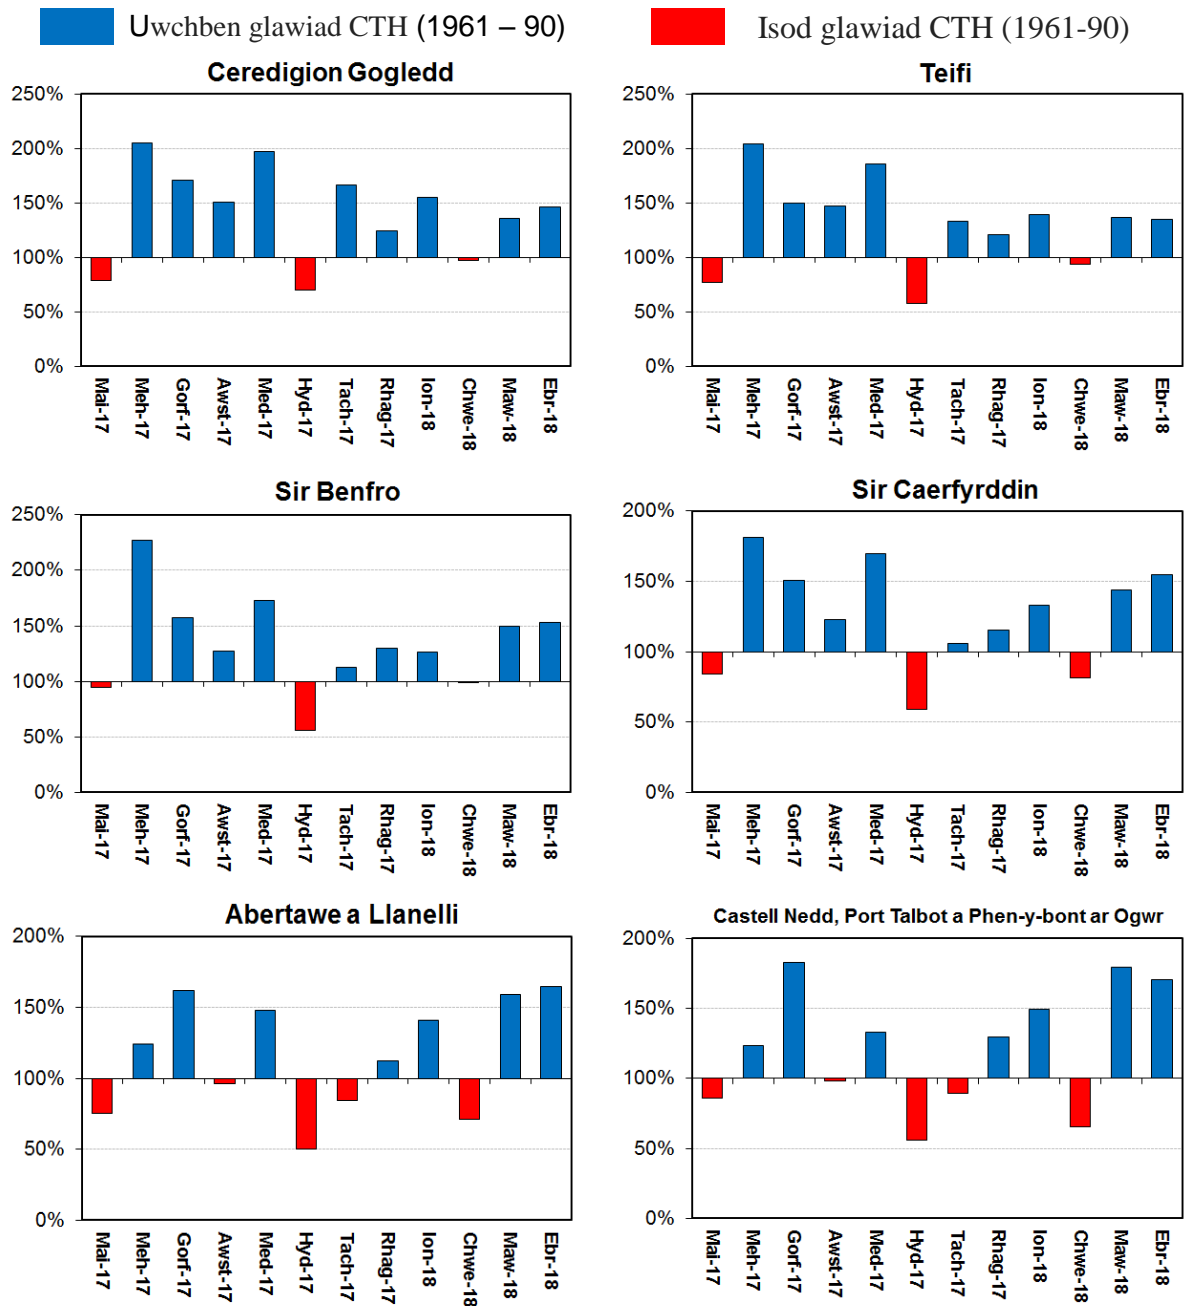 Uwchben glawiad CTH (1961 – 90)
Isod glawiad CTH (1961-90)
Ceredigion Gogledd
250%
200%
150%
100%
50%
0%
Mai-17
Meh-17
Gorf-17
Awst-17
Med-17
Hyd-17
Tach-17
Rhag-17
Ion-18
Chwe-18
Maw-18
Ebr-18
Teifi
250%
200%
150%
100%
50%
0%
Mai-17
Meh-17
Gorf-17
Awst-17
Med-17
Hyd-17
Tach-17
Rhag-17
Ion-18
Chwe-18
Maw-18
Ebr-18
Sir Benfro
250%
200%
150%
100%
50%
0%
Mai-17
Meh-17
Gorf-17
Awst-17
Med-17
Hyd-17
Tach-17
Rhag-17
Ion-18
Chwe-18
Maw-18
Ebr-18
Sir Caerfyrddin
200%
150%
100%
50%
0%
Mai-17
Meh-17
Gorf-17
Awst-17
Med-17
Hyd-17
Tach-17
Rhag-17
Ion-18
Chwe-18
Maw-18
Ebr-18
Abertawe a Llanelli
200%
150%
100%
50%
0%
Mai-17
Meh-17
Gorf-17
Awst-17
Med-17
Hyd-17
Tach-17
Rhag-17
Ion-18
Chwe-18
Maw-18
Ebr-18
Castell Nedd, Port Talbot a Phen-y-bont ar Ogwr
200%
150%
100%
50%
0%
Mai-17
Meh-17
Gorf-17
Awst-17
Med-17
Hyd-17
Tach-17
Rhag-17
Ion-18
Chwe-18
Maw-18
Ebr-18